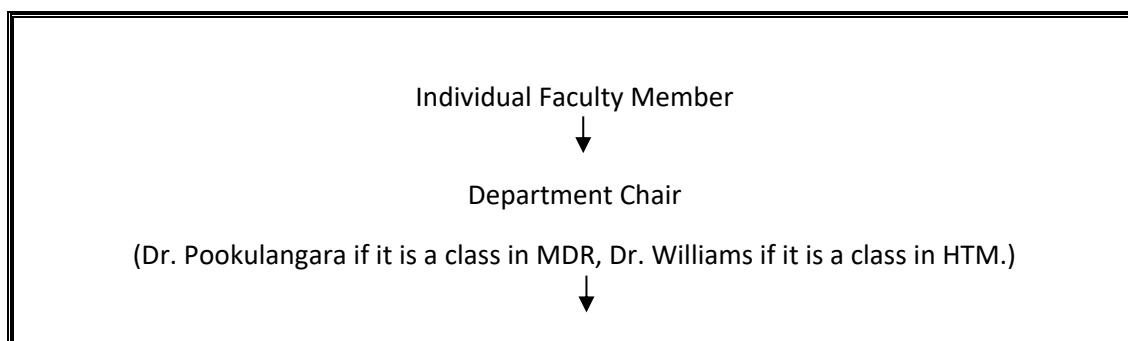 Individual Faculty Member
Department Chair
(Dr. Pookulangara if it is a class in MDR, Dr. Williams if it is a class in HTM.)